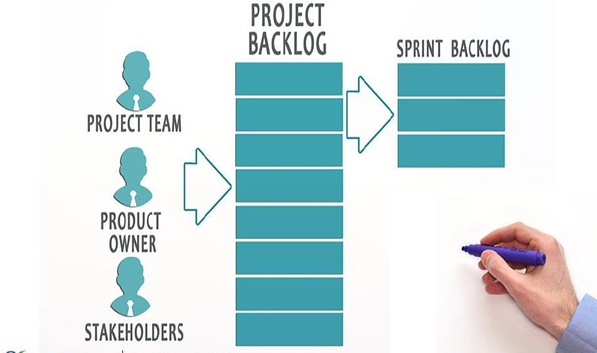 PROJECT
BACKLOG
SPRINT BACKLOG
PROJECT TEAM
PRODUCT
OWNER
STAKEHOLDERS